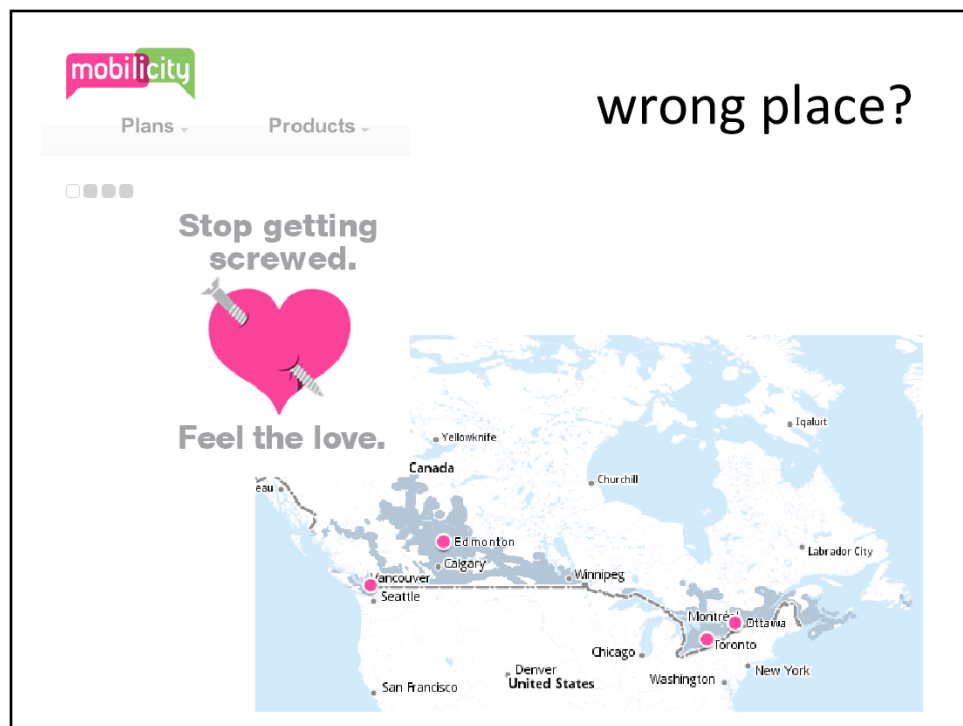 mobilicity
wrong place?
Plans
Products
Stop getting
screwed.
Feel the love.
Iqaluit
Yellowknife
Canada
Churchill
eau
Edmonton
Labrador City
Calgary
Winnipeg
Vancouver
Seattle
Montréal
Ottawa
Toronto
Chicago
New York
Denver
Washington
United States
San Francisco